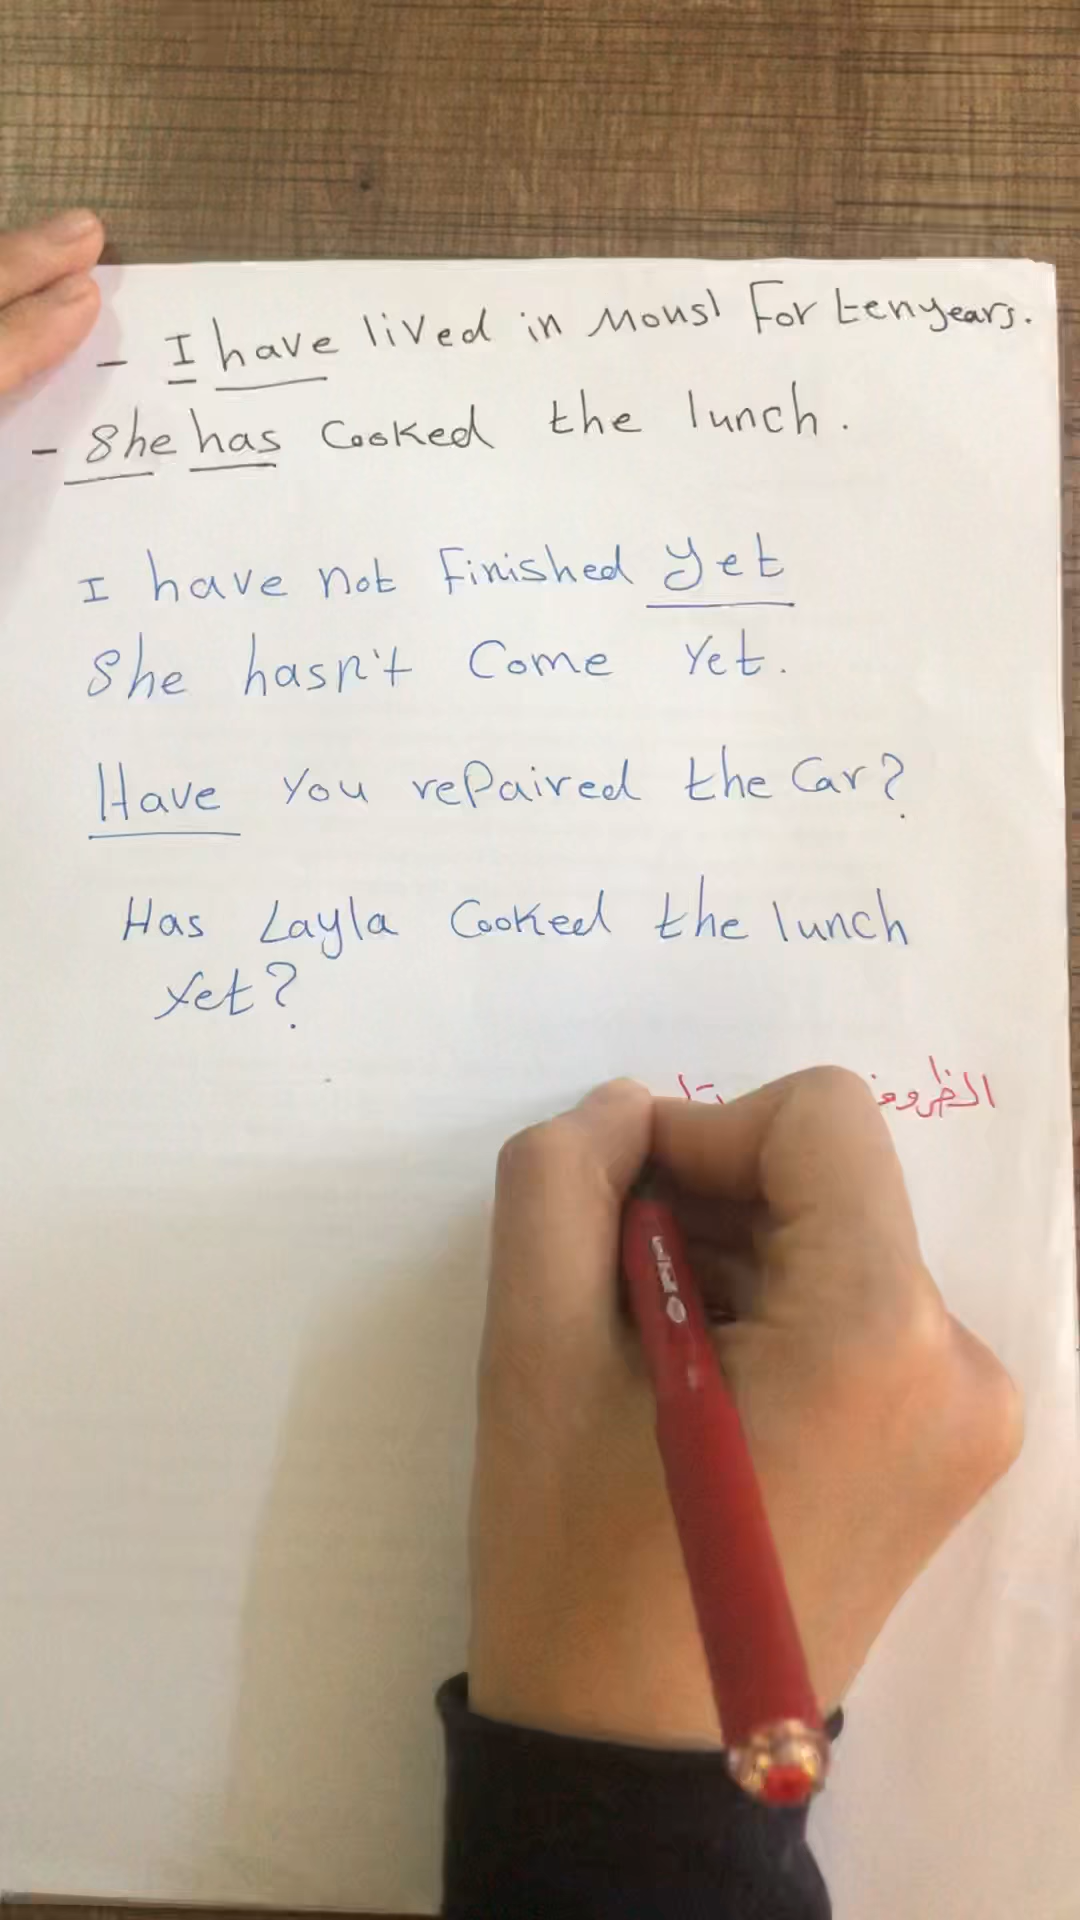 - I have lived in Mousl For ten years.
- She has Cooked the lunch.
I have not Finished yet
She hasn't Come Yet.
Have You repaired the Car?
Has Layla Cooked the lunch
Yet?